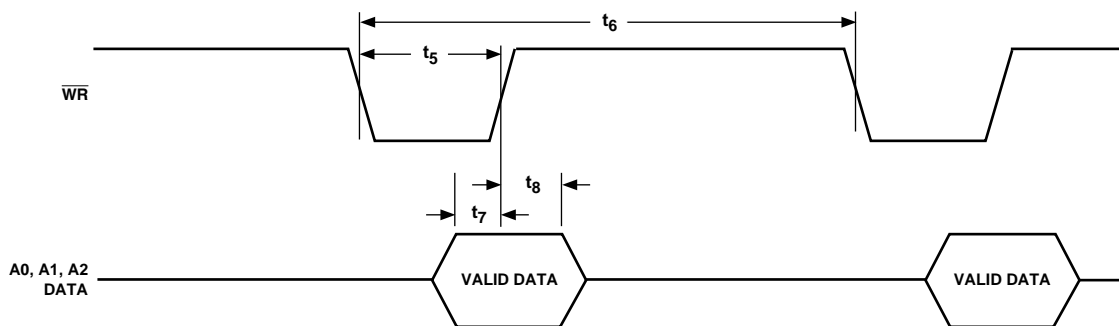 t6
t5
WR
t8
t7
A0, A1, A2
DATA
VALID DATA
VALID DATA